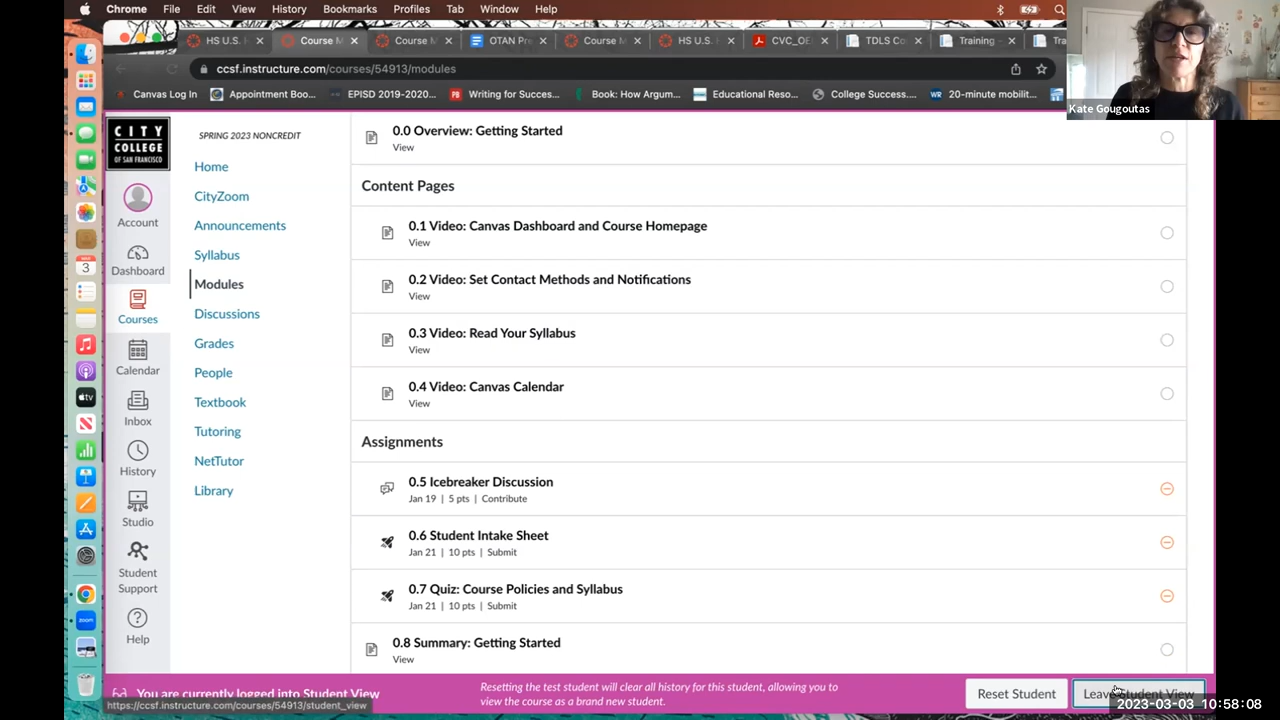 Chrome File Edit View History Bookmarks Profiles Tab Window Help
HS U.S. H
Course M
Course M
OTAN Pre
Course M
HS U.S. H
CVC_OE
TDLS Co
Training –
Tra
ccsf.instructure.com/courses/54913/modules
Canvas Log In
Appointment Boo...
EPISD 2019-2020...
Writing for Succes...
Book: How Argum...
Educational Reso...
College Success....
20-minute mobilit...
Kate Gougoutas
CITY
COLLEGE
OF SAN FRANCISCO
Account
Dashboard
Courses
Calendar
Inbox
History
Studio
Student
Support
Help
SPRING 2023 NONCREDIT
Home
CityZoom
Announcements
Syllabus
Modules
Discussions
Grades
People
Textbook
Tutoring
NetTutor
Library
0.0 Overview: Getting Started
View
Content Pages
0.1 Video: Canvas Dashboard and Course Homepage
View
0.2 Video: Set Contact Methods and Notifications
View
0.3 Video: Read Your Syllabus
View
0.4 Video: Canvas Calendar
View
Assignments
0.5 Icebreaker Discussion
Jan 19 | 5 pts | Contribute
0.6 Student Intake Sheet
Jan 21 | 10 pts | Submit
0.7 Quiz: Course Policies and Syllabus
Jan 21 | 10 pts | Submit
0.8 Summary: Getting Started
View
You are currently logged into Student View
https://ccsf.instructure.com/courses/54913/student_view
Resetting the test student will clear all history for this student, allowing you to
view the course as a brand new student.
Reset Student
Leave Student View
2023-03-03 10:58:08